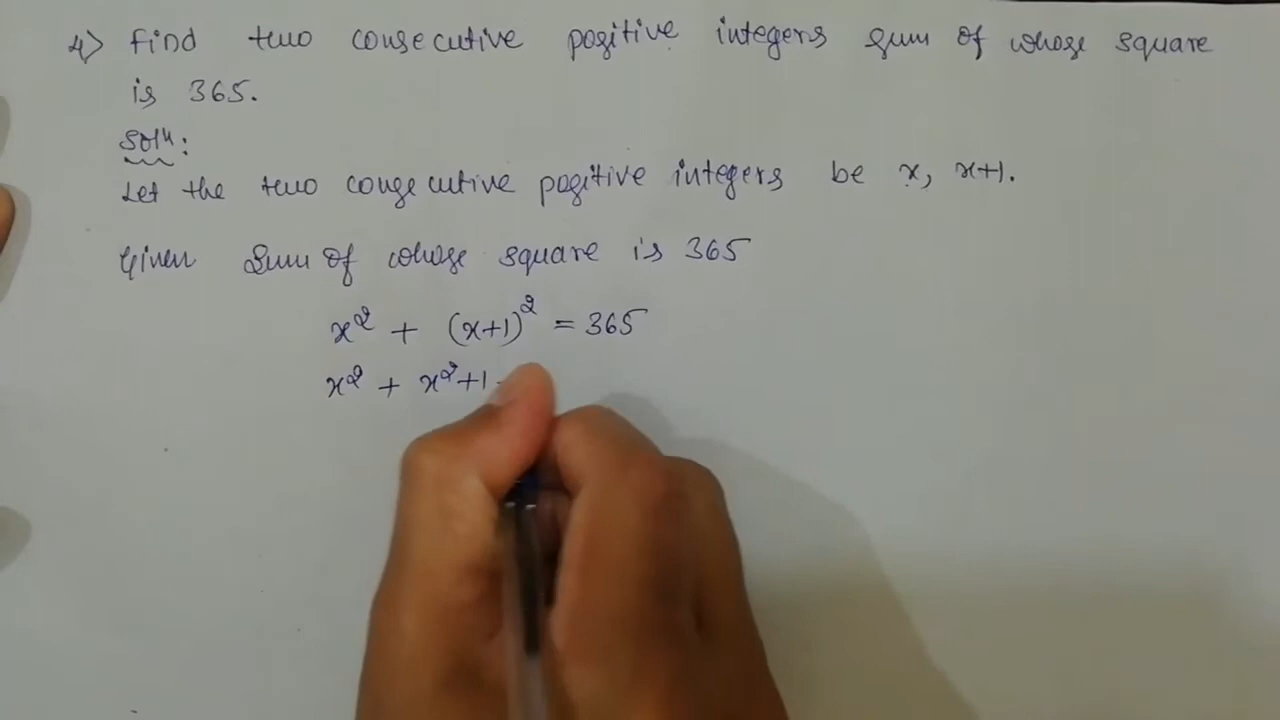 4) Find two consecutive positive integers sum of whose square
is 365.
Soln:
Let the two consecutive positive integers be x, x+1.
Given Sum of whose square is 365
x² + (x+1)² = 365
x² + x²+1